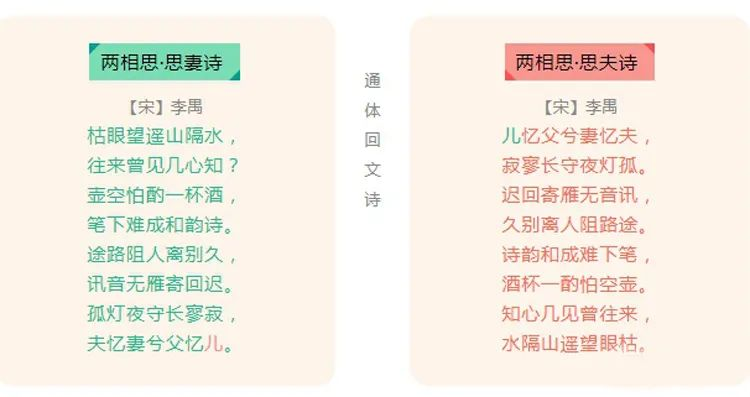 两相思·思妻诗
【宋】李禺
枯眼望遥山隔水，
往来曾见几心知？
壶空怕酌一杯酒，
笔下难成和韵诗。
途路阻人离别久，
讯音无雁寄回迟。
孤灯夜守长寥寂，
夫忆妻兮父忆儿。
通
体
回
文
诗
两相思·思夫诗
【宋】李禺
儿忆父兮妻忆夫，
寂寥长守夜灯孤。
迟回寄雁无音讯，
久别离人阻路途。
诗韵和成难下笔，
酒杯一酌怕空壶。
知心几见曾往来，
水隔山遥望眼枯。